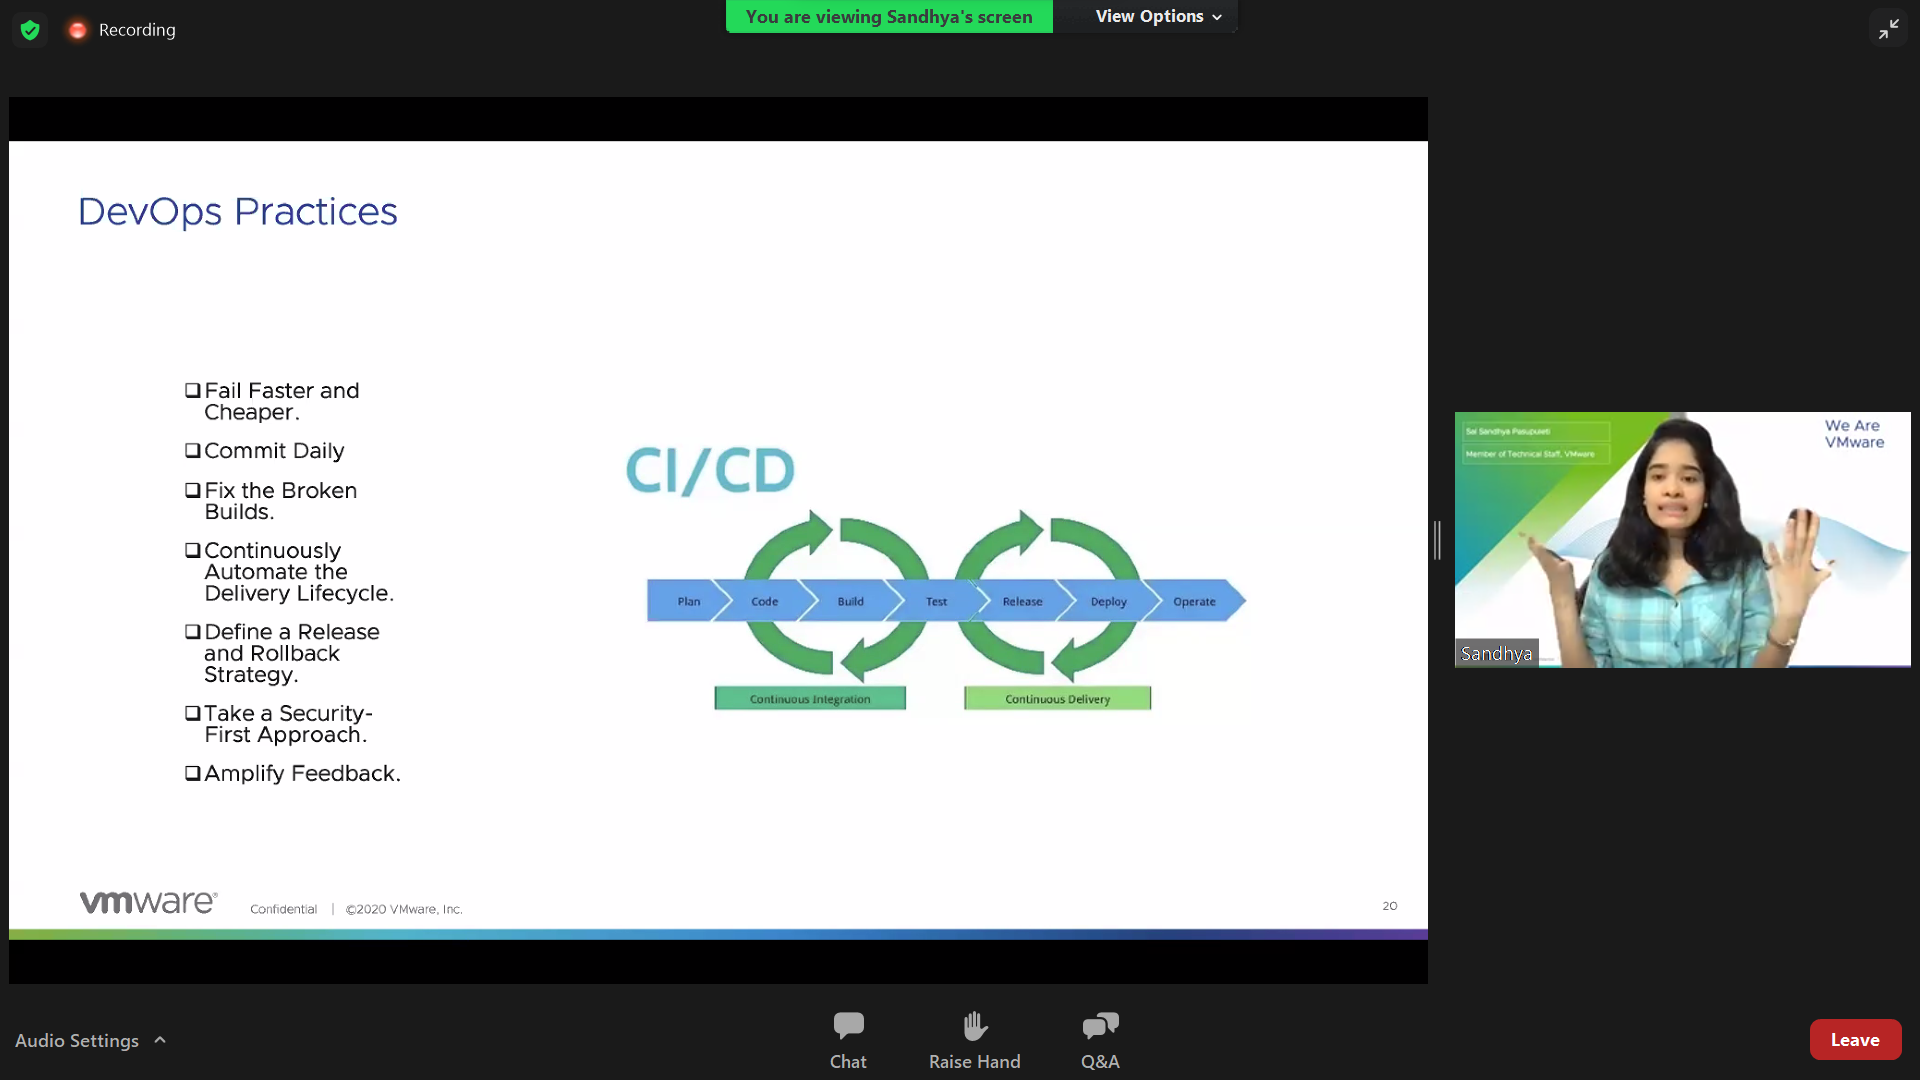 Recording
You are viewing Sandhya's screen
View Options
DevOps Practices
Fail Faster and
Cheaper.
Commit Daily
Fix the Broken
Builds.
Continuously
Automate the
Delivery Lifecycle.
Define a Release
and Rollback
Strategy.
Take a Security-
First Approach.
Amplify Feedback.
CI/CD
Plan
Code
Build
Test
Release
Deploy
Operate
Continuous Integration
Continuous Delivery
vmware®
Confidential | ©2020 VMware, Inc.
20
Sai Sandhya Pasupuleti
Member of Technical Staff, VMware
We Are
VMware
Sandhya
Audio Settings
Chat
Raise Hand
Q&A
Leave